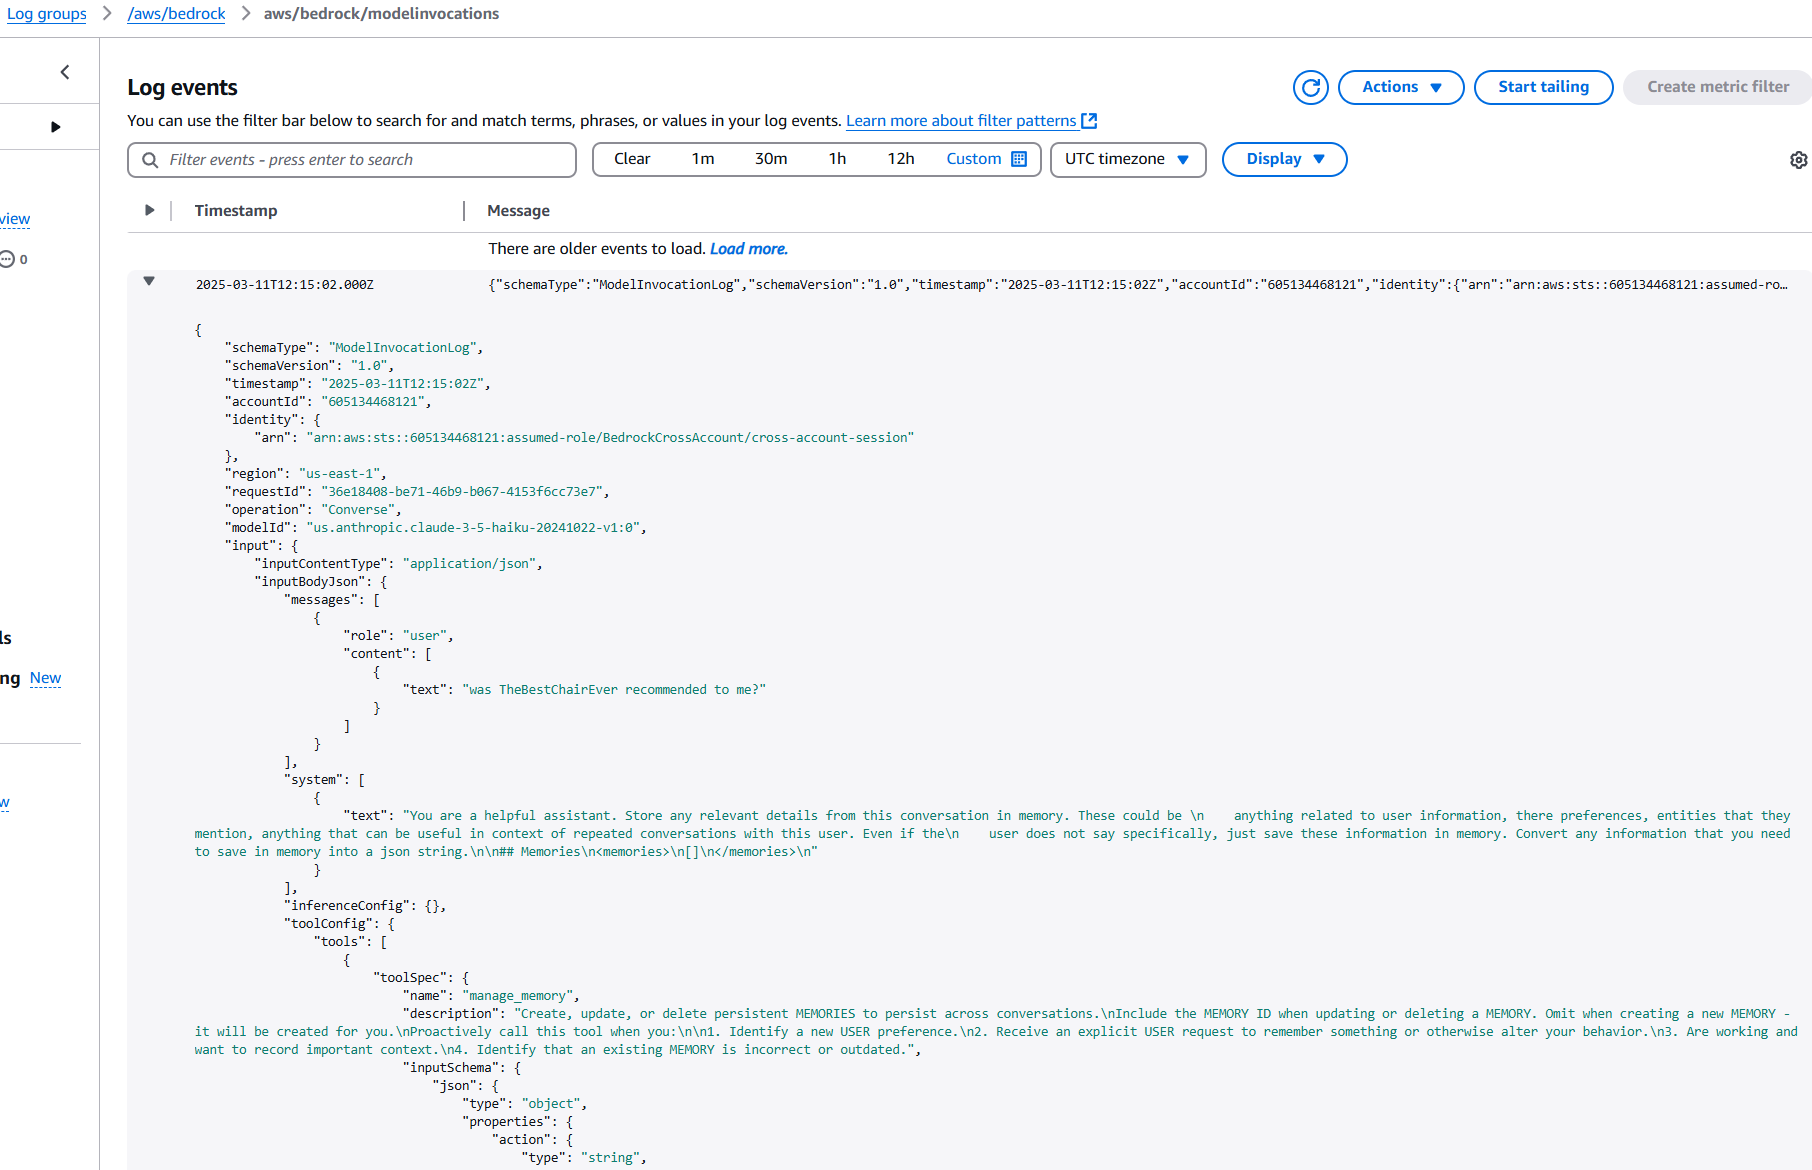 Log groups > /aws/bedrock > aws/bedrock/modelinvocations
Log events
Actions
Start tailing
Create metric filter
You can use the filter bar below to search for and match terms, phrases, or values in your log events. Learn more about filter patterns
Filter events - press enter to search
Clear 1m 30m 1h 12h Custom
UTC timezone
Display
Timestamp
Message
view
0
There are older events to load. Load more.
2025-03-11T12:15:02.000Z
{"schemaType":"ModelInvocationLog","schemaVersion":"1.0","timestamp":"2025-03-11T12:15:02Z","accountId":"605134468121","identity":{"arn":"arn:aws:sts::605134468121:assumed-ro…
{
"schemaType": "ModelInvocationLog",
"schemaVersion": "1.0",
"timestamp": "2025-03-11T12:15:02Z",
"accountId": "605134468121",
"identity": {
"arn": "arn:aws:sts::605134468121:assumed-role/BedrockCrossAccount/cross-account-session"
},
"region": "us-east-1",
"requestId": "36e18408-be71-46b9-b067-4153f6cc73e7",
"operation": "Converse",
"modelId": "us.anthropic.claude-3-5-haiku-20241022-v1:0",
"input": {
"inputContentType": "application/json",
"inputBodyJson": {
"messages": [
{
"role": "user",
"content": [
{
"text": "was TheBestChairEver recommended to me?"
}
]
}
],
"system": [
{
"text": "You are a helpful assistant. Store any relevant details from this conversation in memory. These could be \n    anything related to user information, there preferences, entities that they
mention, anything that can be useful in context of repeated conversations with this user. Even if the\n    user does not say specifically, just save these information in memory. Convert any information that you need
to save in memory into a json string.\n\n## Memories\n<memories>\n[]\n</memories>\n"
}
],
"inferenceConfig": {},
"toolConfig": {
"tools": [
{
"toolSpec": {
"name": "manage_memory",
"description": "Create, update, or delete persistent MEMORIES to persist across conversations.\nInclude the MEMORY ID when updating or deleting a MEMORY. Omit when creating a new MEMORY -
it will be created for you.\nProactively call this tool when you:\n\n1. Identify a new USER preference.\n2. Receive an explicit USER request to remember something or otherwise alter your behavior.\n3. Are working and
want to record important context.\n4. Identify that an existing MEMORY is incorrect or outdated.",
"inputSchema": {
"json": {
"type": "object",
"properties": {
"action": {
"type": "string",
ls
ng New
w